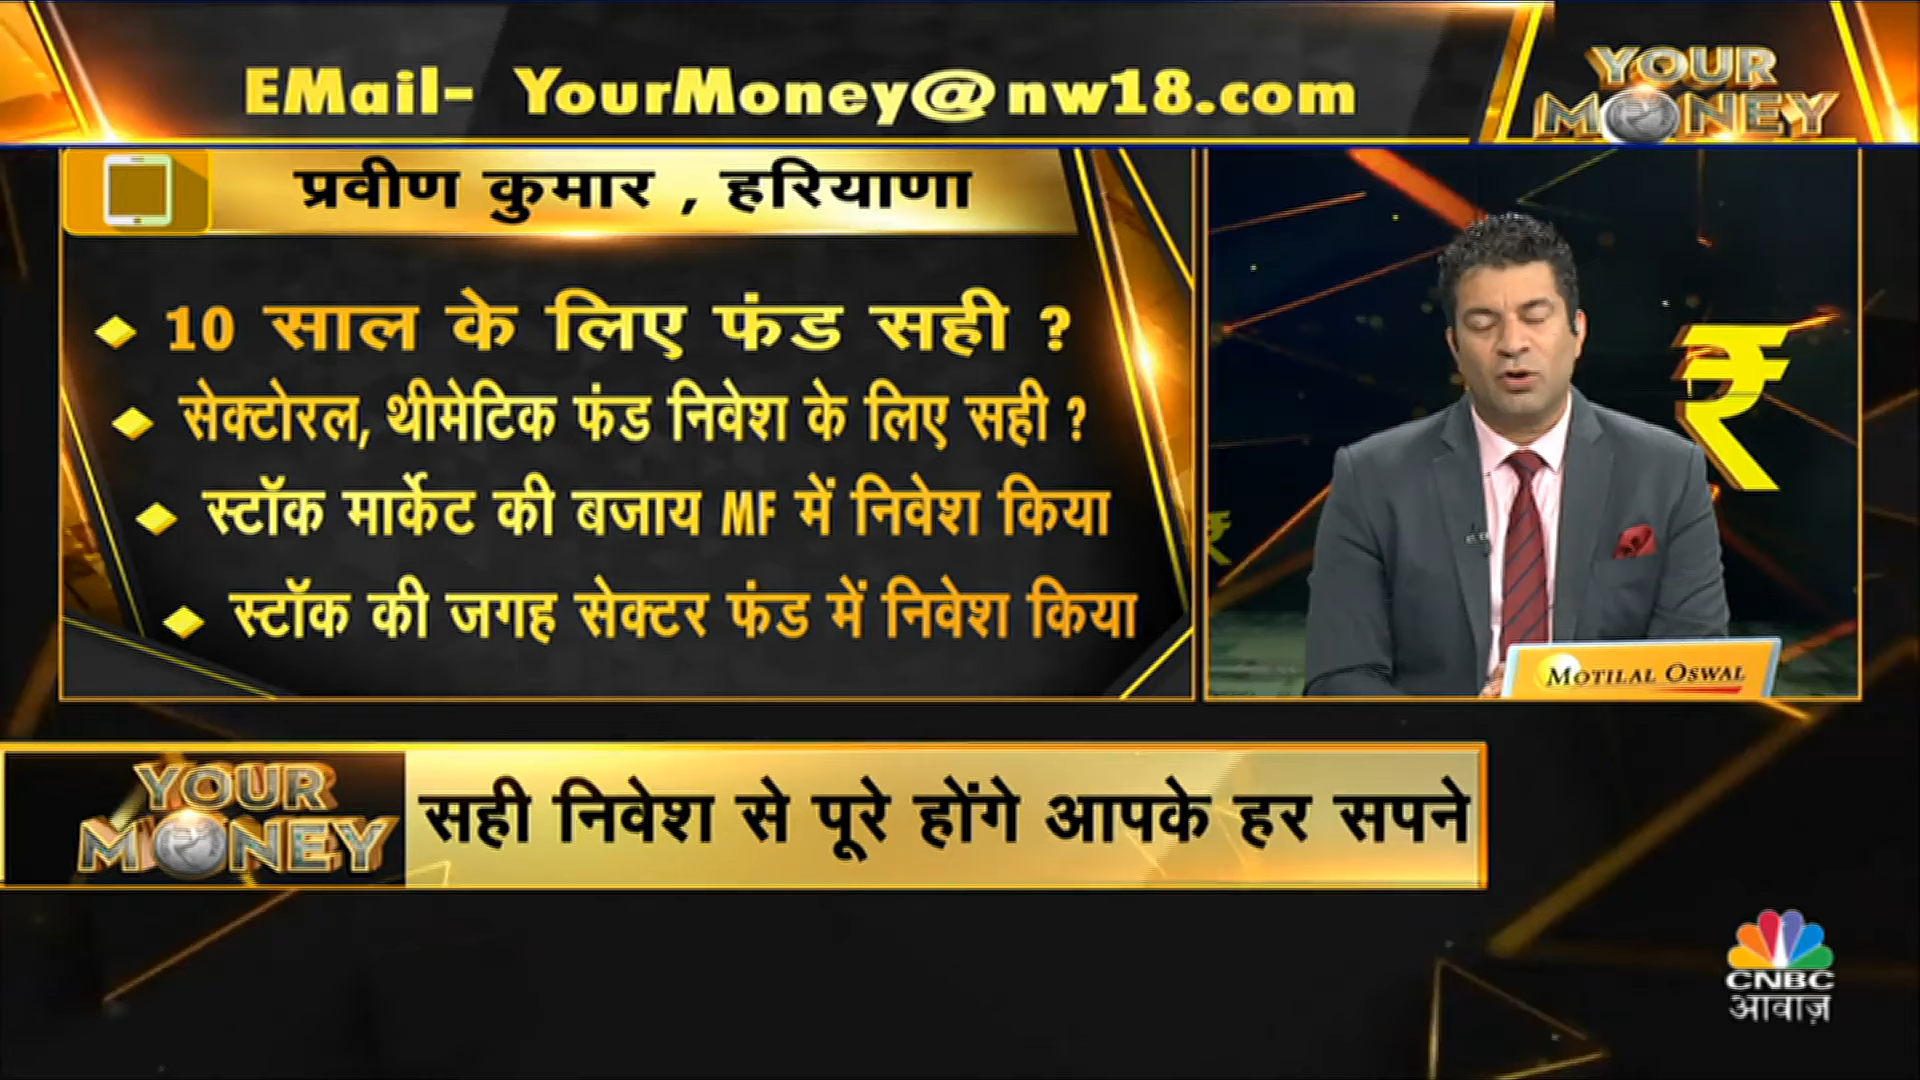 EMail- YourMoney@nw18.com
YOUR
MONEY
प्रवीण कुमार , हरियाणा
10 साल के लिए फंड सही ?
सेक्टोरल, थीमेटिक फंड निवेश के लिए सही ?
स्टॉक मार्केट की बजाय MF में निवेश किया
स्टॉक की जगह सेक्टर फंड में निवेश किया
₹
₹
MOTILAL OSWAL
YOUR
MONEY
सही निवेश से पूरे होंगे आपके हर सपने
CNBC
आवाज़